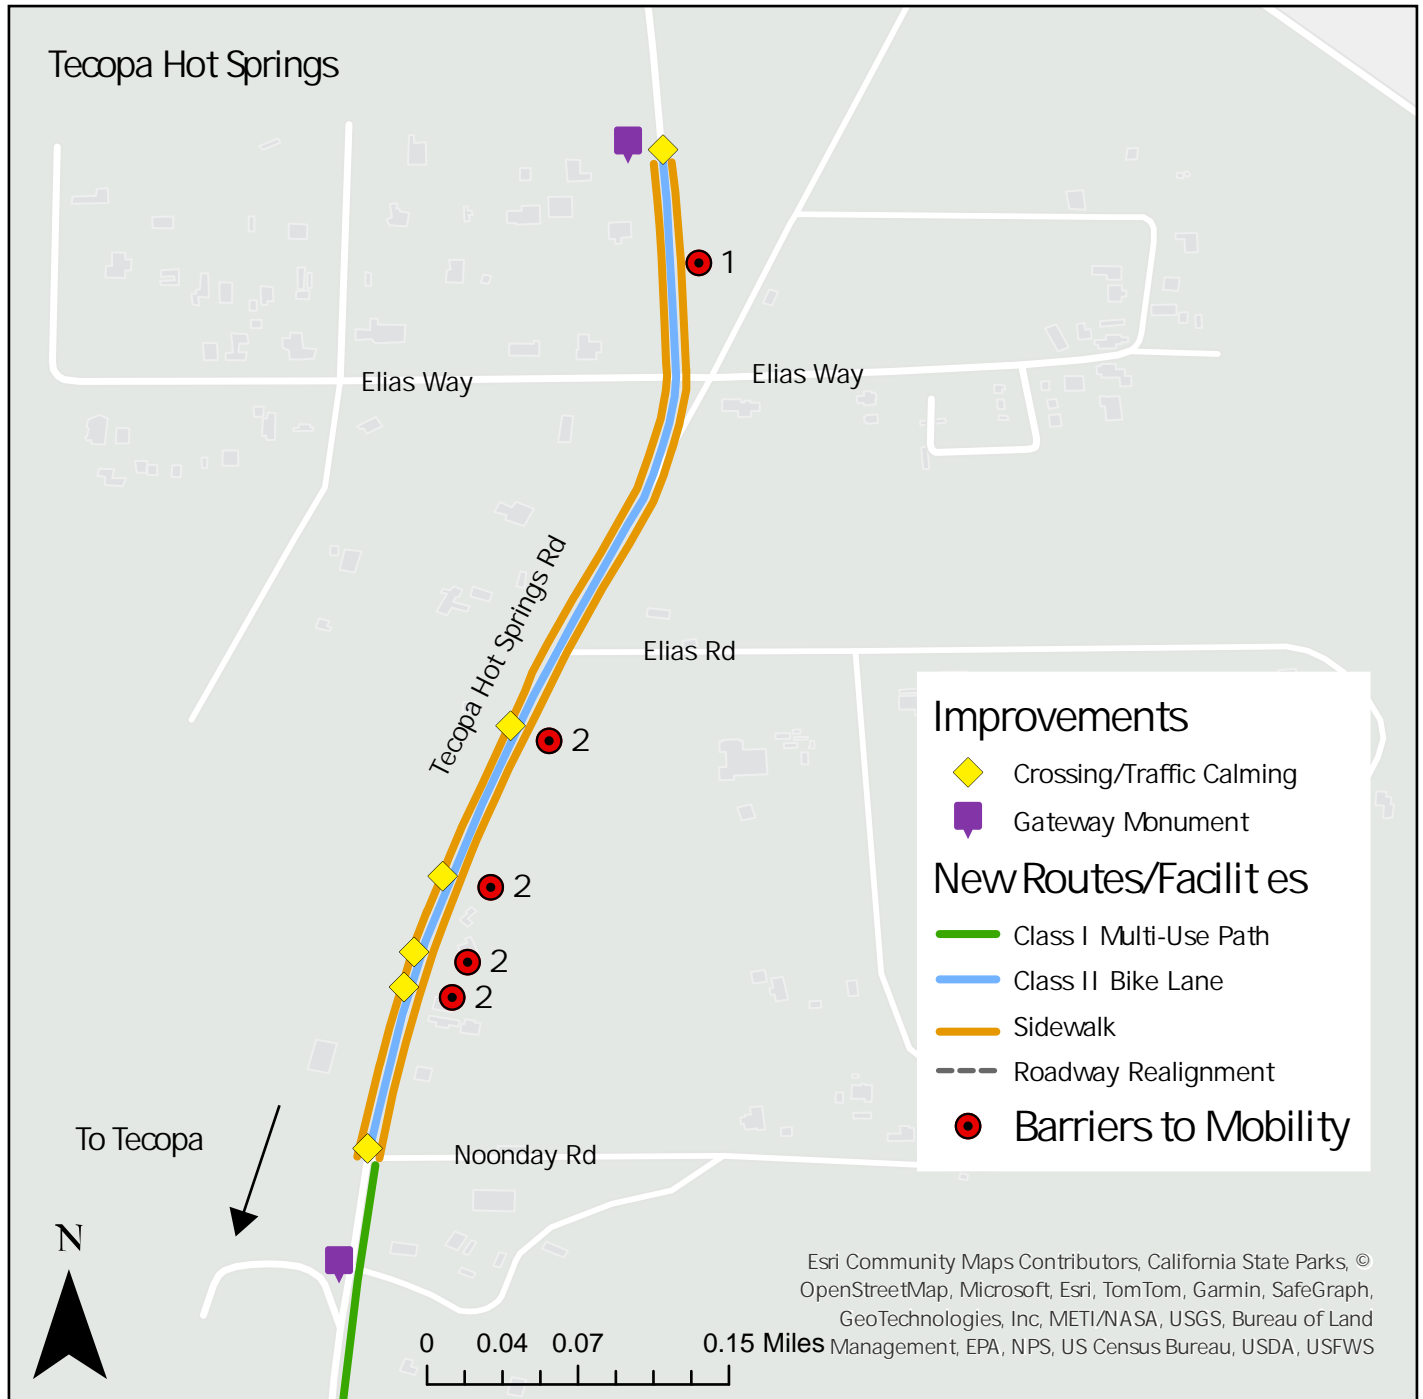 Tecopa Hot Springs
1
Elias Way
Elias Way
Tecopa Hot Springs Rd
Elias Rd
2
2
2
2
Improvements
Crossing/Traffic Calming
Gateway Monument
New Routes/Facilit es
Class I Multi-Use Path
Class II Bike Lane
Sidewalk
Roadway Realignment
Barriers to Mobility
To Tecopa
Noonday Rd
N
0 0.04 0.07 0.15 Miles
Esri Community Maps Contributors, California State Parks, ©
OpenStreetMap, Microsoft, Esri, TomTom, Garmin, SafeGraph,
GeoTechnologies, Inc, METI/NASA, USGS, Bureau of Land
Management, EPA, NPS, US Census Bureau, USDA, USFWS